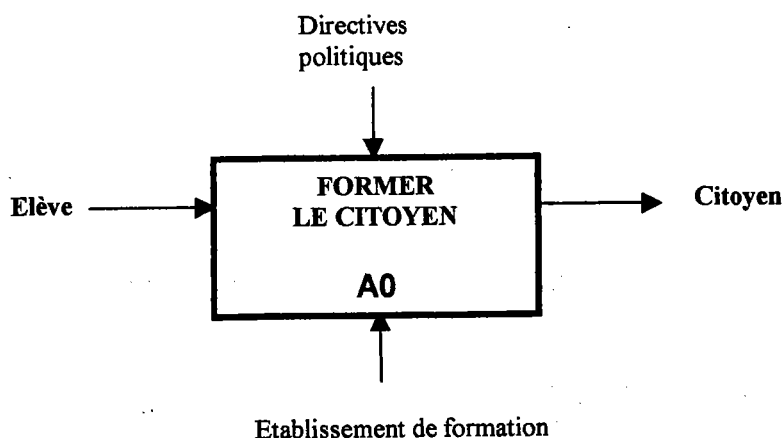 Directives
politiques
FORMER
LE CITOYEN
Elève
Citoyen
A0
Etablissement de formation